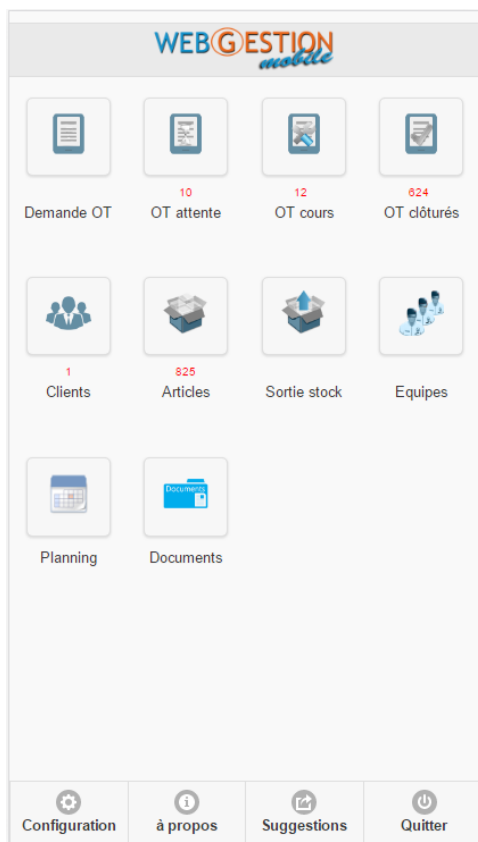 WEBGESTION
mobile
10 12 624
Demande OT OT attente OT cours OT clôturés
1 825
Clients Articles Sortie stock Equipes
Documents
Planning Documents
Configuration à propos Suggestions Quitter